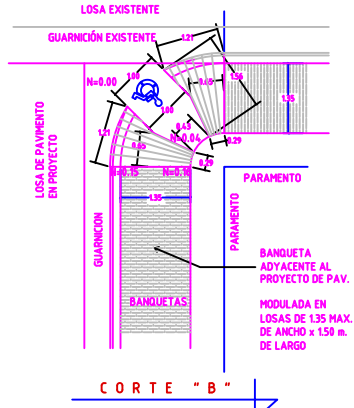 LOSA EXISTENTE
GUARNICIÓN EXISTENTE
1.21
1.00
N=0.00
0.65
1.56
1.35
1.00
0.43
N=0.04
0.29
1.21
0.65
0.29
N=0.15
N=0.16
LOSA DE PAVIMENTO
EN PROYECTO
PARAMENTO
1.35
GUARNICION
PARAMENTO
BANQUETA
ADYACENTE AL
PROYECTO DE PAV.
BANQUETAS
MODULADA EN
LOSAS DE 1.35 MAX.
DE ANCHO x 1.50 m.
DE LARGO
CORTE "B"